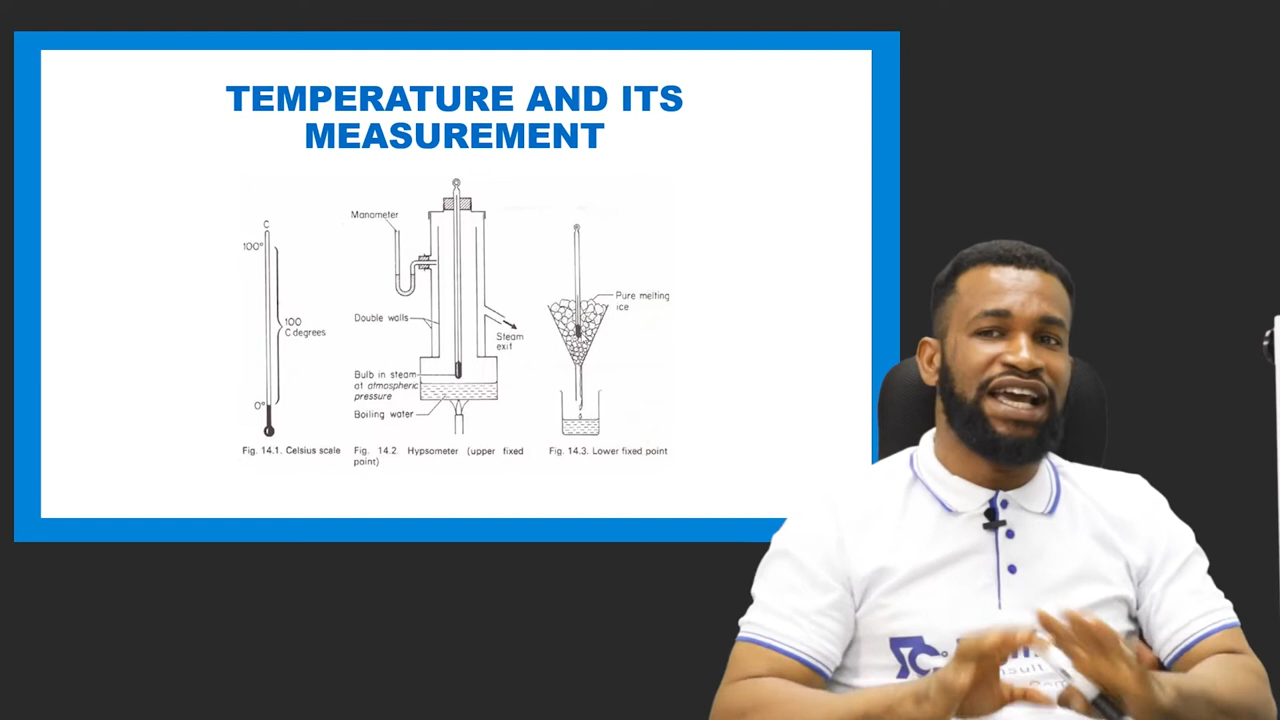 TEMPERATURE AND ITS
MEASUREMENT
Manometer
C
100°
100
C degrees
0°
Double walls
Steam
exit
Bulb in steam
at atmospheric
pressure
Boiling water
Pure melting
ice
Fig. 14.1. Celsius scale
Fig. 14.2. Hypsometer (upper fixed
point)
Fig. 14.3. Lower fixed point